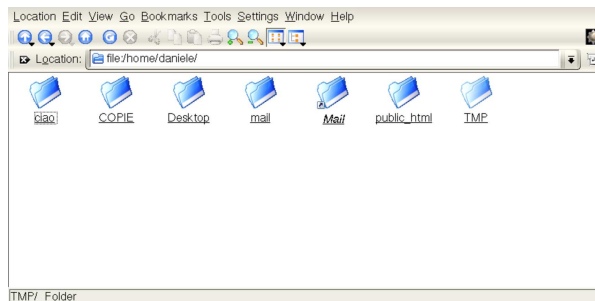 Location Edit View Go Bookmarks Tools Settings Window Help
Location: file:/home/daniele/
ciao COPIE Desktop mail Mail public_html TMP
TMP/ Folder